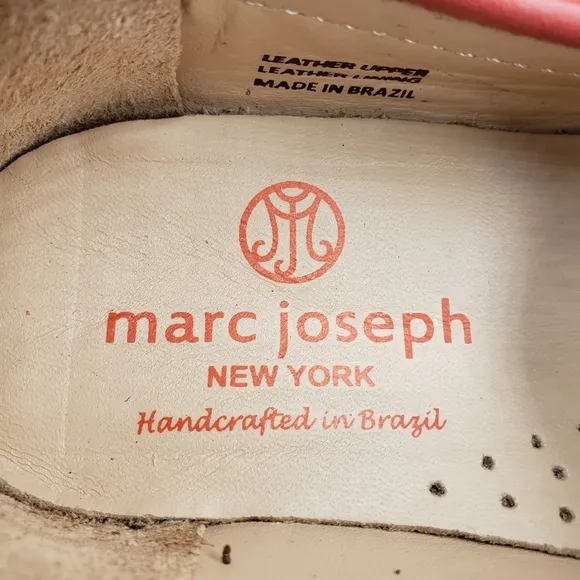 LEATHER UPPER
LEATHER LINING
MADE IN BRAZIL
marc joseph
NEW YORK
Handcrafted in Brazil